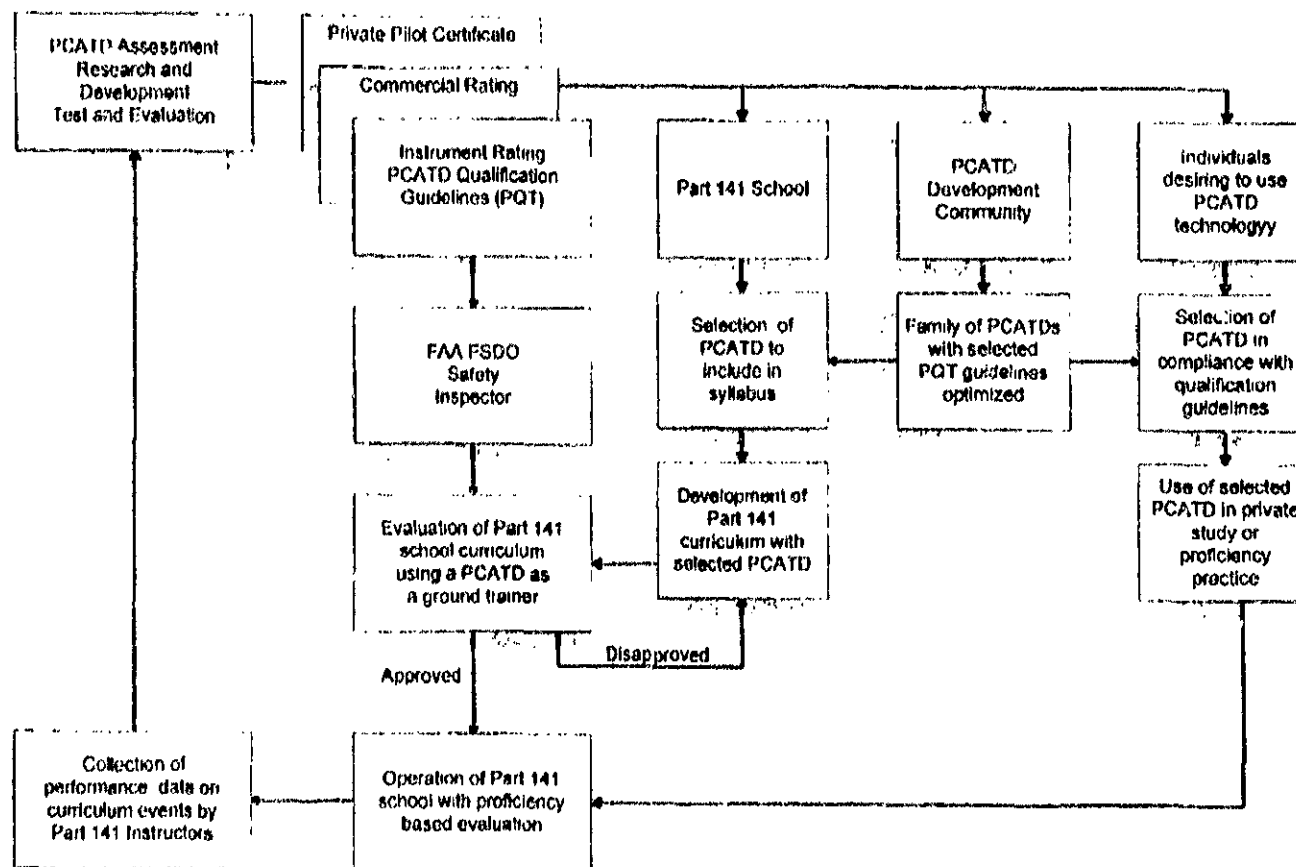 PCATD Assessment
Research and
Development
Test and Evaluation
Private Pilot Certificate
Commercial Rating
Instrument Rating
PCATD Qualification
Guidelines (PQT)
Part 141 School
PCATD
Development
Community
Individuals
desiring to use
PCATD
technologyy
FAA FSDO
Safety
Inspector
Selection of
PCATD to
include in
syllabus
Family of PCATDs
with selected
PQT guidelines
optimized
Selection of
PCATD in
compliance with
qualification
guidelines
Evaluation of Part 141
school curriculum
using a PCATD as
a ground trainer
Development of
Part 141
curriculum with
selected PCATD
Use of selected
PCATD in private
study or
proficiency
practice
Disapproved
Approved
Collection of
performance data on
curriculum events by
Part 141 Instructors
Operation of Part 141
school with proficiency
based evaluation